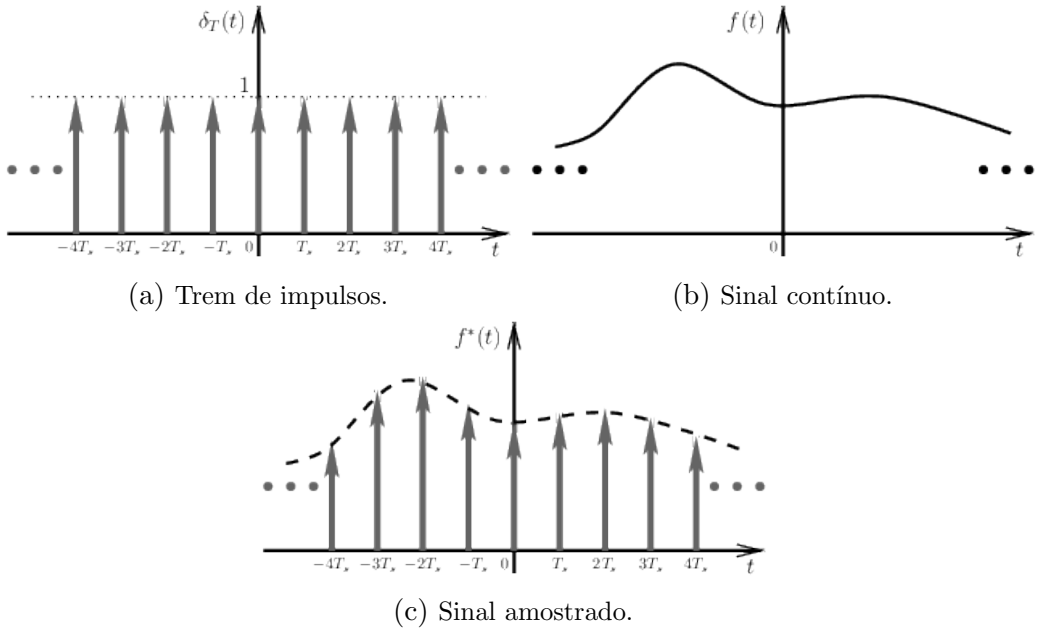 δ_T(t)
1
−4T_s −3T_s −2T_s −T_s 0 T_s 2T_s 3T_s 4T_s t
(a) Trem de impulsos.
f(t)
0 t
(b) Sinal contínuo.
f*(t)
−4T_s −3T_s −2T_s −T_s 0 T_s 2T_s 3T_s 4T_s t
(c) Sinal amostrado.